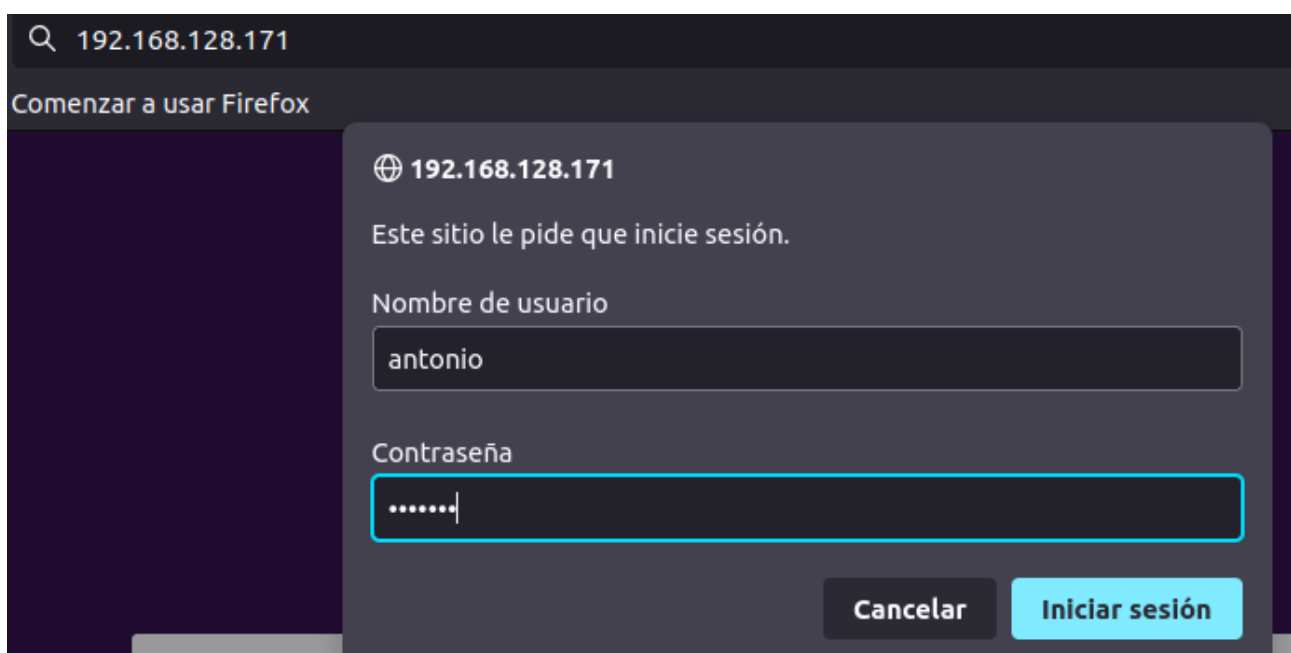 192.168.128.171
Comenzar a usar Firefox
192.168.128.171
Este sitio le pide que inicie sesión.
Nombre de usuario
antonio
Contraseña
•••••••
Cancelar Iniciar sesión